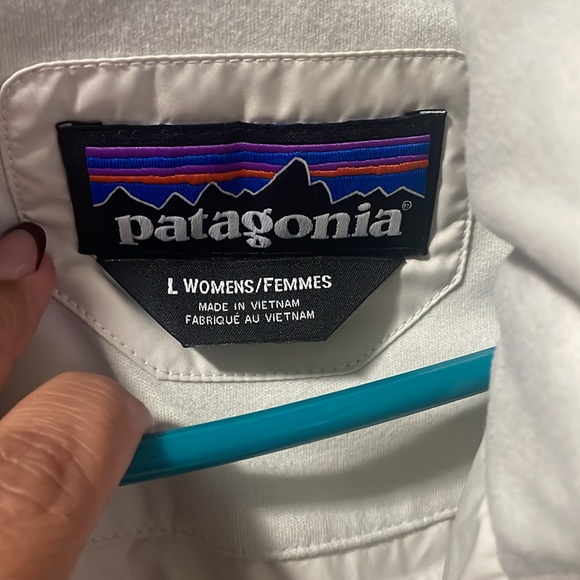 patagonia®
L WOMENS/FEMMES
MADE IN VIETNAM
FABRIQUÉ AU VIETNAM